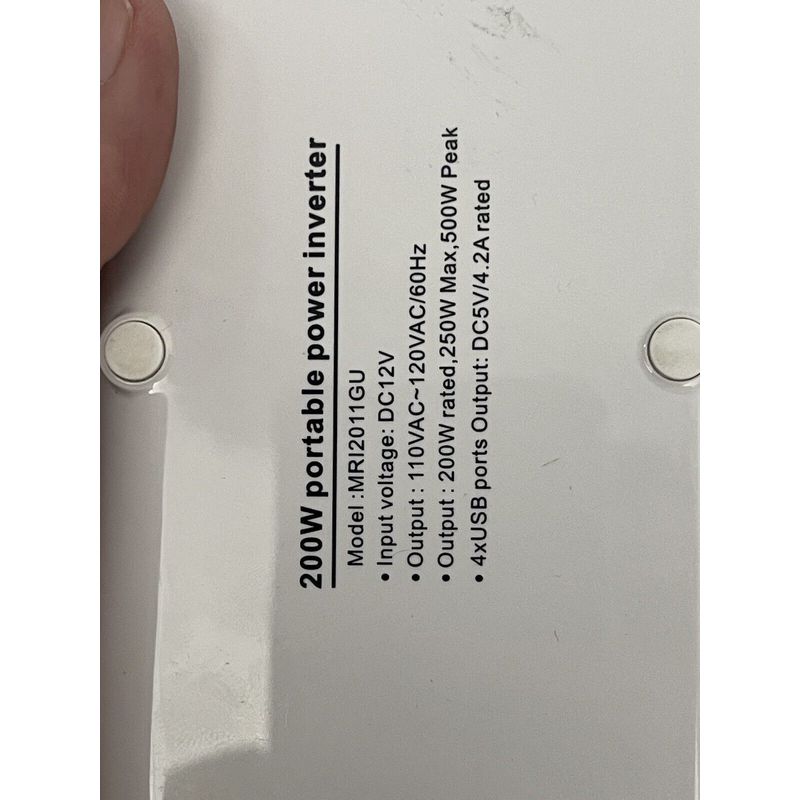 200W portable power inverter
Model :MRI2011GU
• Input voltage: DC12V
• Output : 110VAC~120VAC/60Hz
• Output : 200W rated,250W Max,500W Peak
• 4xUSB ports Output: DC5V/4.2A rated